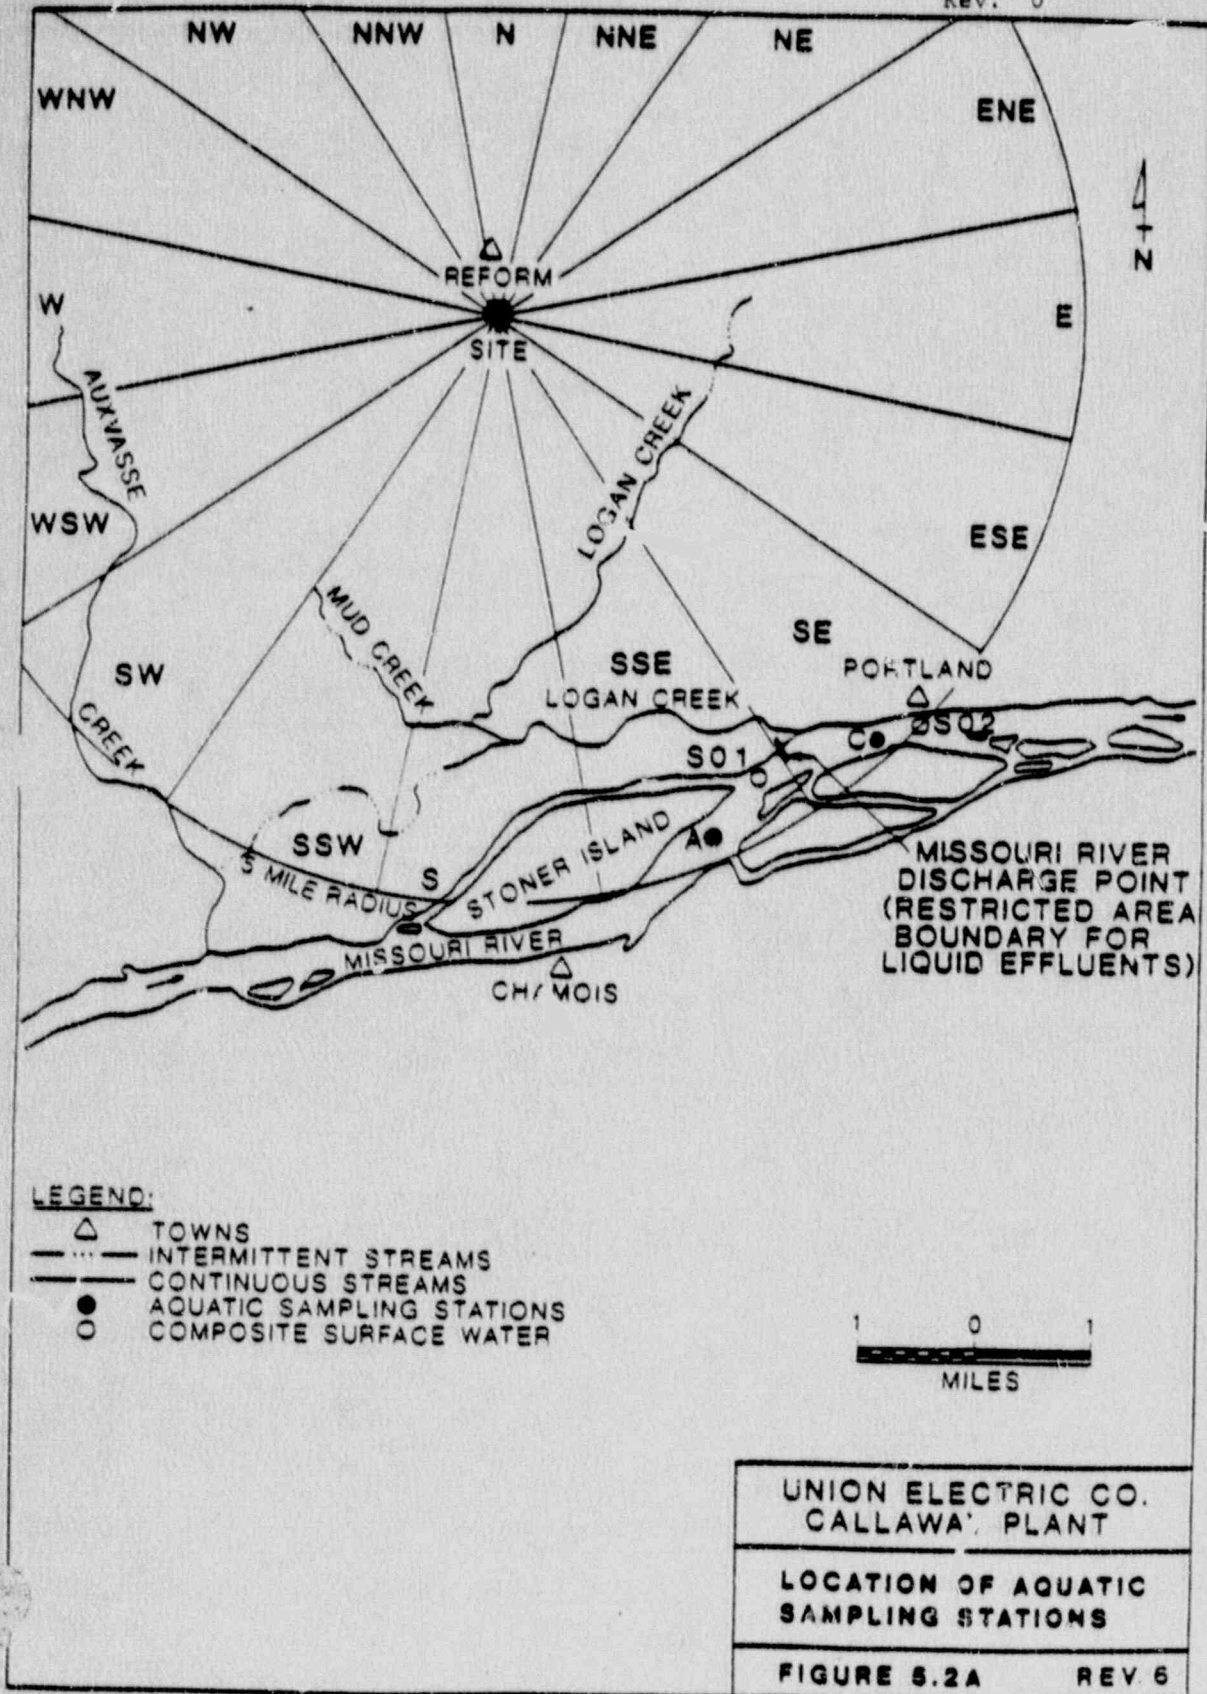 Rev. 0
NW NNW N NNE NE
WNW
ENE
N
REFORM
W
E
SITE
AUXVASSE
LOGAN CREEK
WSW
ESE
MUD CREEK
SE
SW
SSE
PORTLAND
LOGAN CREEK
CREEK
SO2
C
SO1
A
SSW
STONER ISLAND
MISSOURI RIVER
DISCHARGE POINT
(RESTRICTED AREA
BOUNDARY FOR
LIQUID EFFLUENTS)
S
5 MILE RADIUS
MISSOURI RIVER
LEGEND:
TOWNS
INTERMITTENT STREAMS
CONTINUOUS STREAMS
AQUATIC SAMPLING STATIONS
COMPOSITE SURFACE WATER
1 0 1
MILES
UNION ELECTRIC CO.
PLANT
LOCATION OF AQUATIC
SAMPLING STATIONS
FIGURE 5.2A REV 6